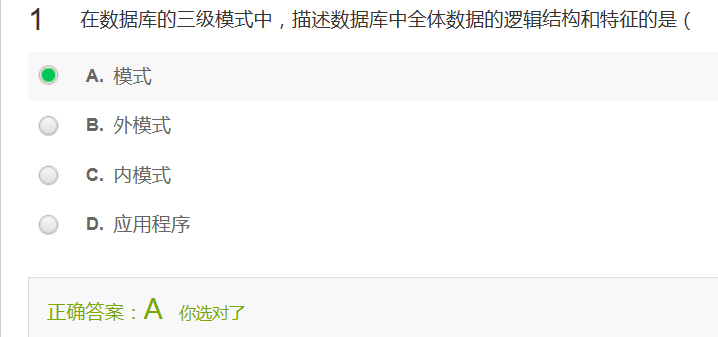 1 在数据库的三级模式中，描述数据库中全体数据的逻辑结构和特征的是（
A. 模式
B. 外模式
C. 内模式
D. 应用程序
正确答案：A 你选对了